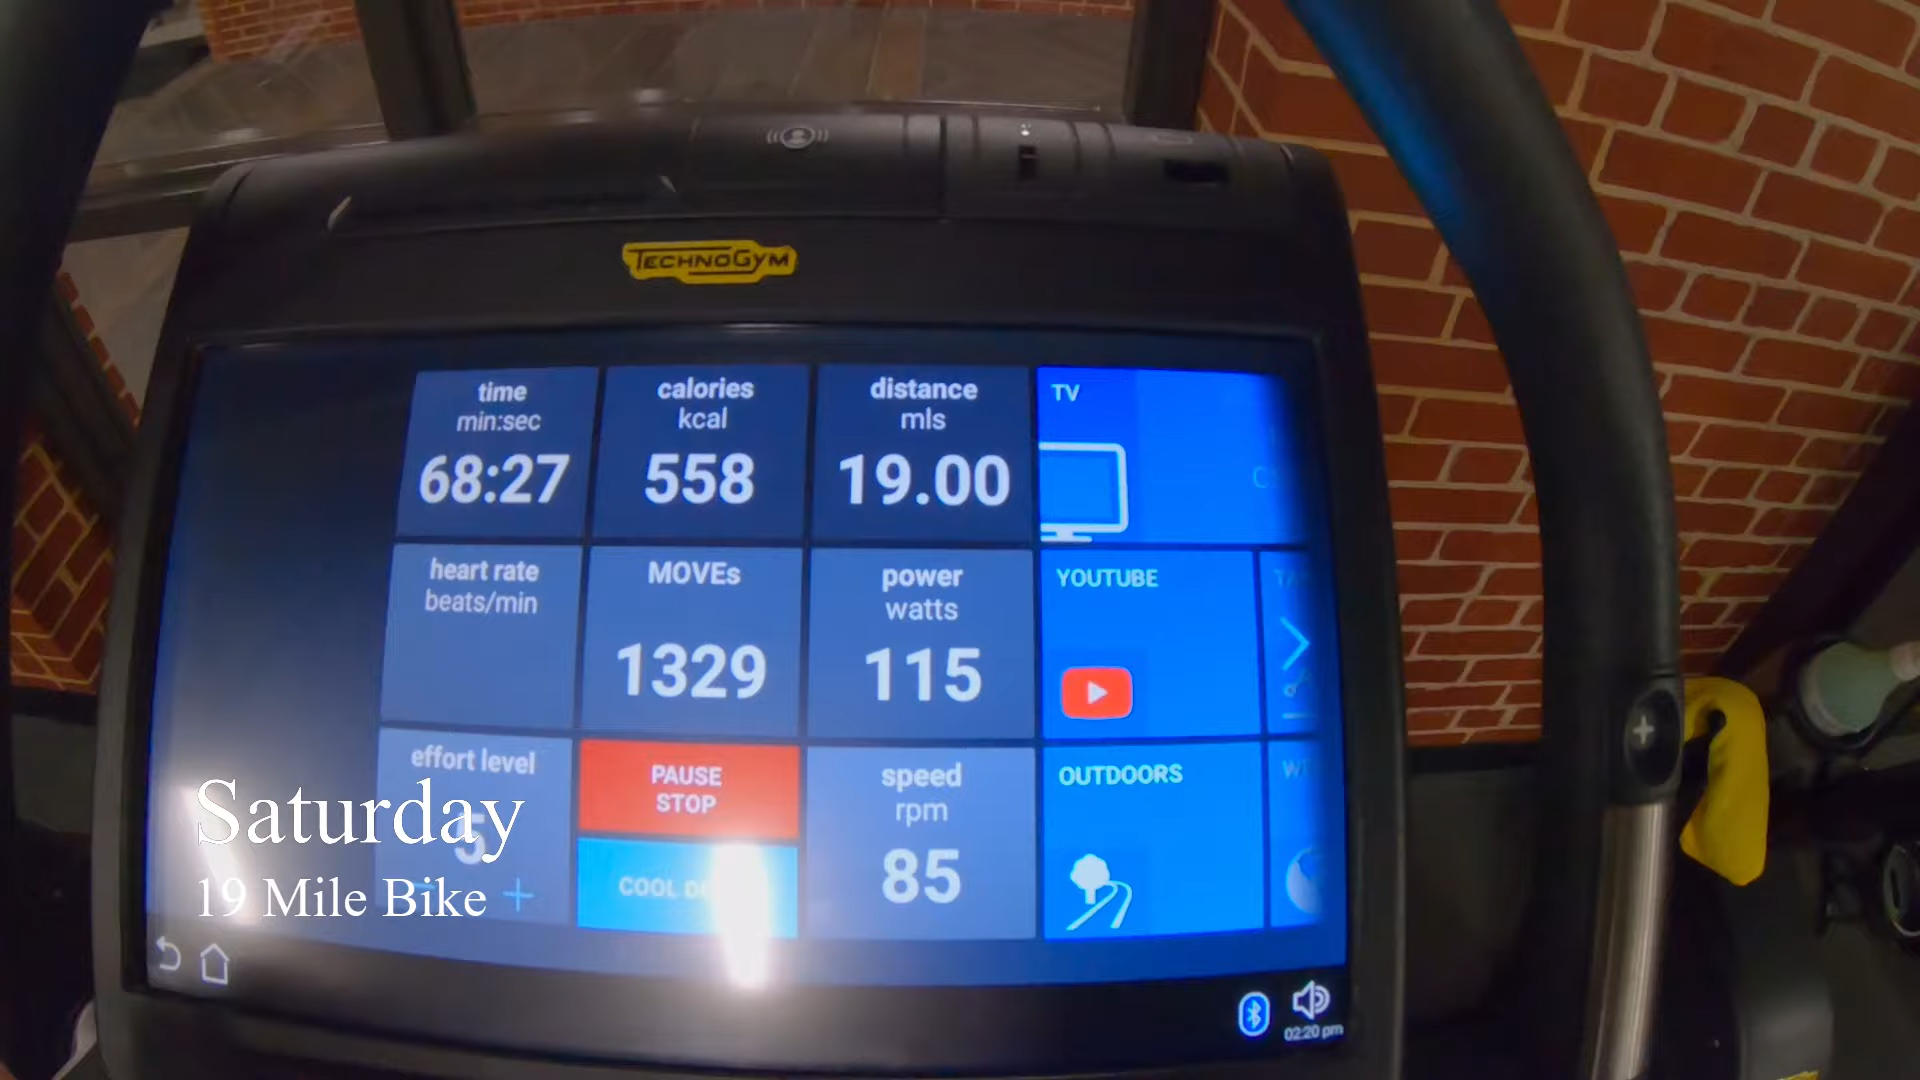 TECHNOGYM
time
min:sec
68:27
calories
kcal
558
distance
mls
19.00
TV
heart rate
beats/min
MOVEs
1329
power
watts
115
YOUTUBE
effort level
5
PAUSE
STOP
COOL
speed
rpm
85
OUTDOORS
Saturday
19 Mile Bike
02:20 pm